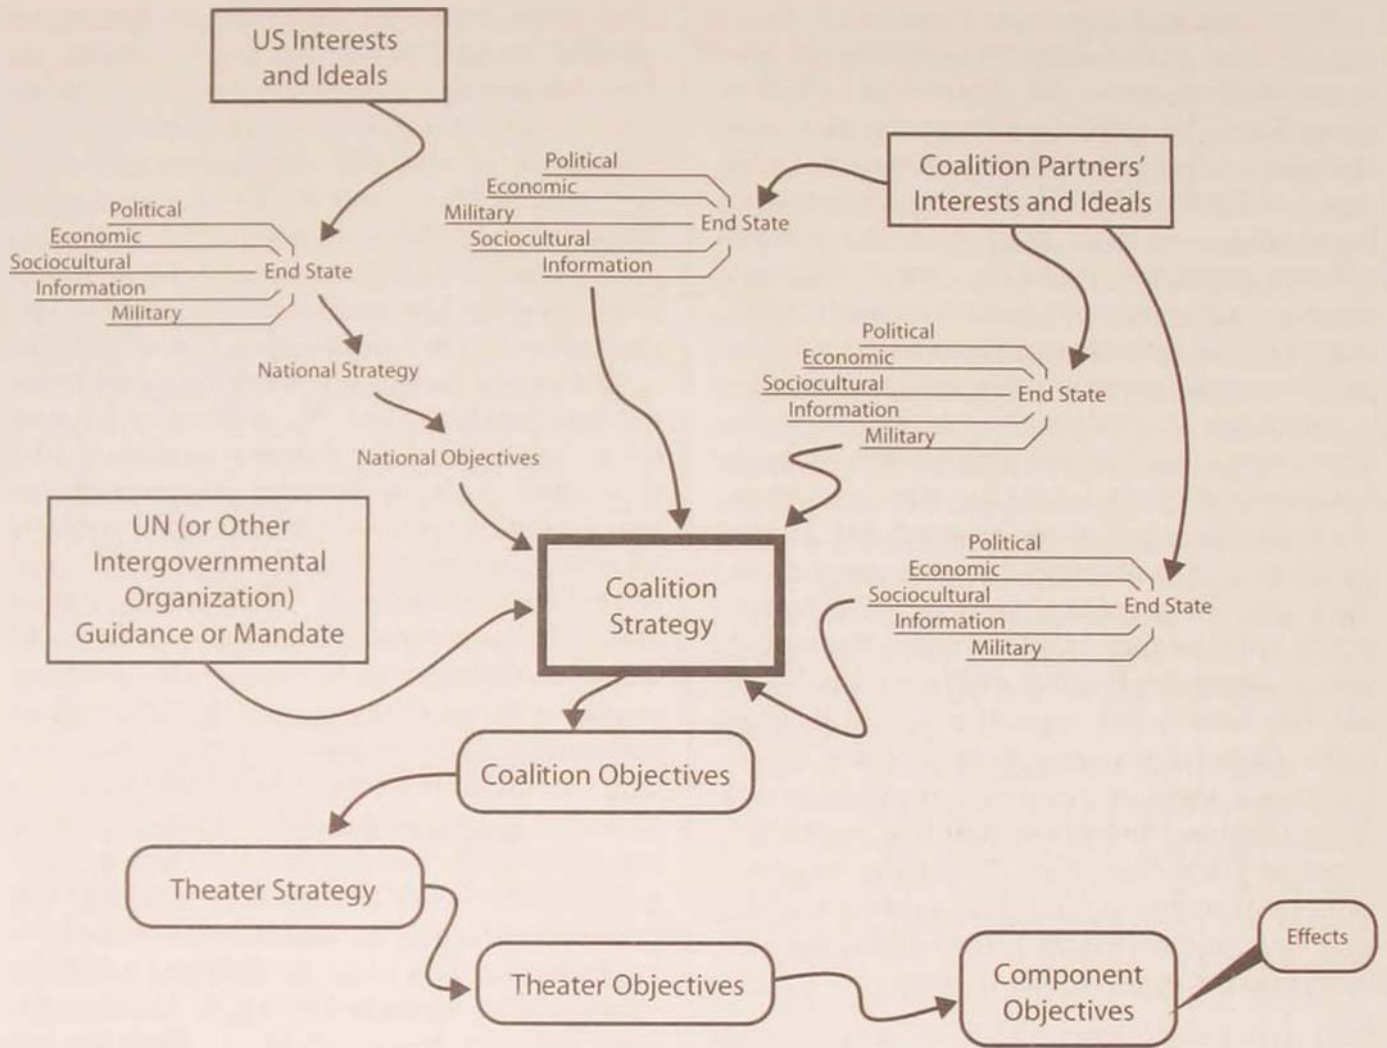 US Interests
and Ideals
Political
Economic
Sociocultural
Information
Military
End State
National Strategy
National Objectives
Political
Economic
Military
Sociocultural
Information
End State
Coalition Partners'
Interests and Ideals
Political
Economic
Sociocultural
Information
Military
End State
Political
Economic
Sociocultural
Information
Military
End State
UN (or Other
Intergovernmental
Organization)
Guidance or Mandate
Coalition
Strategy
Coalition Objectives
Theater Strategy
Theater Objectives
Component
Objectives
Effects